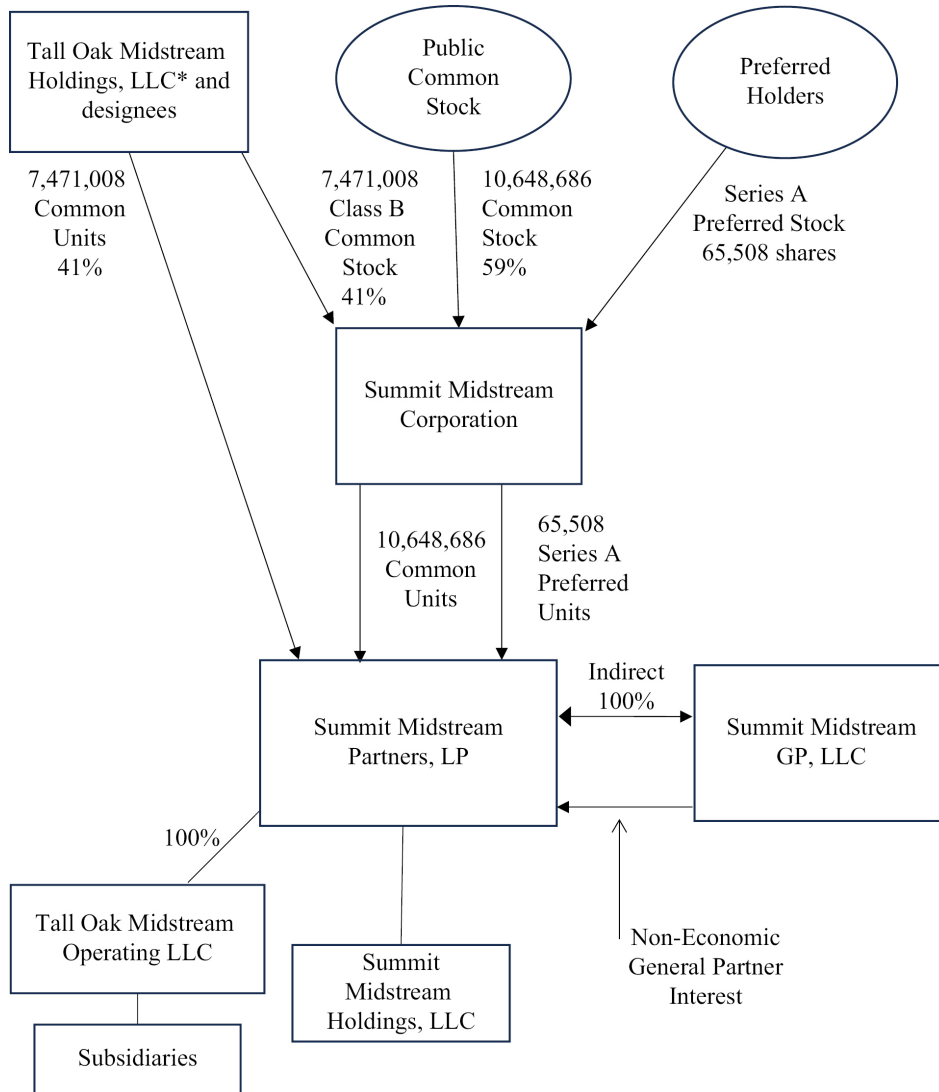 Tall Oak Midstream
Holdings, LLC* and
designees
Public
Common
Stock
Preferred
Holders
7,471,008
Common
Units
41%
7,471,008
Class B
Common
Stock
41%
10,648,686
Common
Stock
59%
Series A
Preferred Stock
65,508 shares
Summit Midstream
Corporation
10,648,686
Common
Units
65,508
Series A
Preferred
Units
Summit Midstream
Partners, LP
Indirect
100%
Summit Midstream
GP, LLC
100%
Tall Oak Midstream
Operating LLC
Summit
Midstream
Holdings, LLC
Non-Economic
General Partner
Interest
Subsidiaries